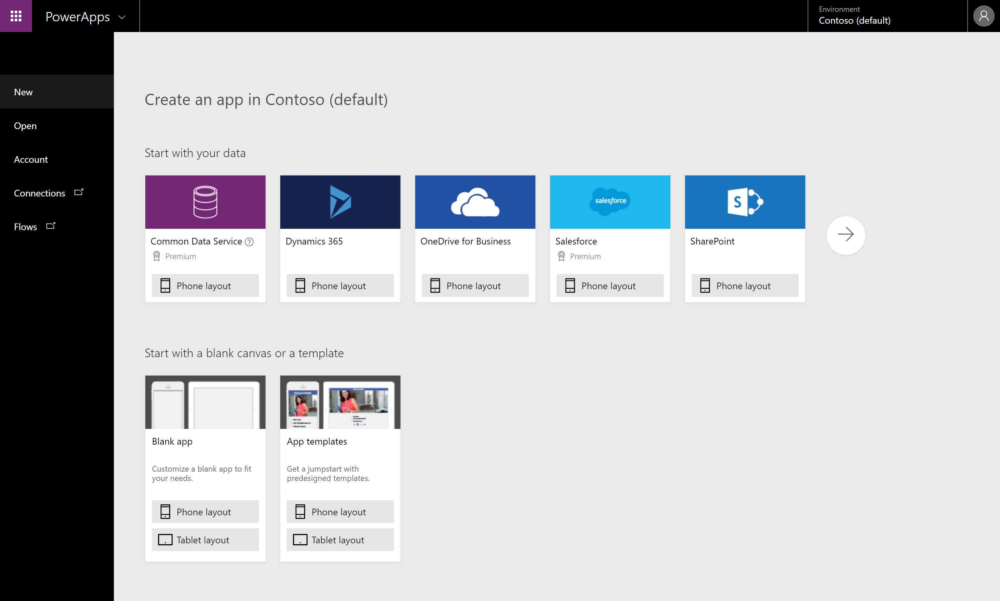 PowerApps
Environment
Contoso (default)
New
Open
Account
Connections
Flows
Create an app in Contoso (default)
Start with your data
salesforce
S
Common Data Service ?
Premium
Phone layout
Dynamics 365
Phone layout
OneDrive for Business
Phone layout
Salesforce
Premium
Phone layout
SharePoint
Phone layout
Start with a blank canvas or a template
Blank app
Customize a blank app to fit
your needs.
Phone layout
Tablet layout
App templates
Get a jumpstart with
predesigned templates.
Phone layout
Tablet layout